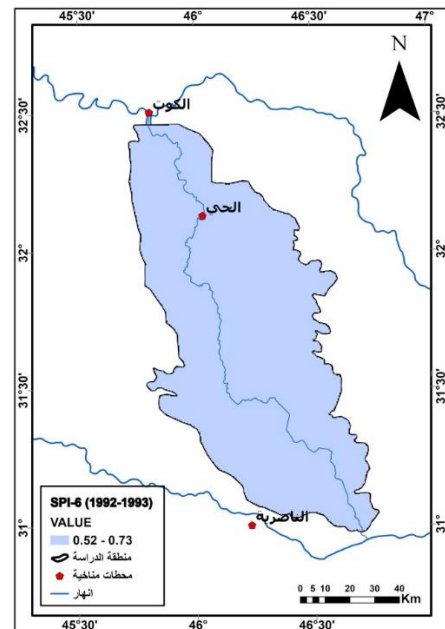 45°30' 46° 46°30' 47°
N
32°30' 32°30'
الكوت
الحي
32° 32°
31°30' 31°30'
الناصرية
31° 31°
SPI-6 (1992-1993)
VALUE
0.52 - 0.73
منطقة الدراسة
محطات مناخية
انهار
0 5 10 20 30 40
Km
45°30' 46° 46°30' 47°